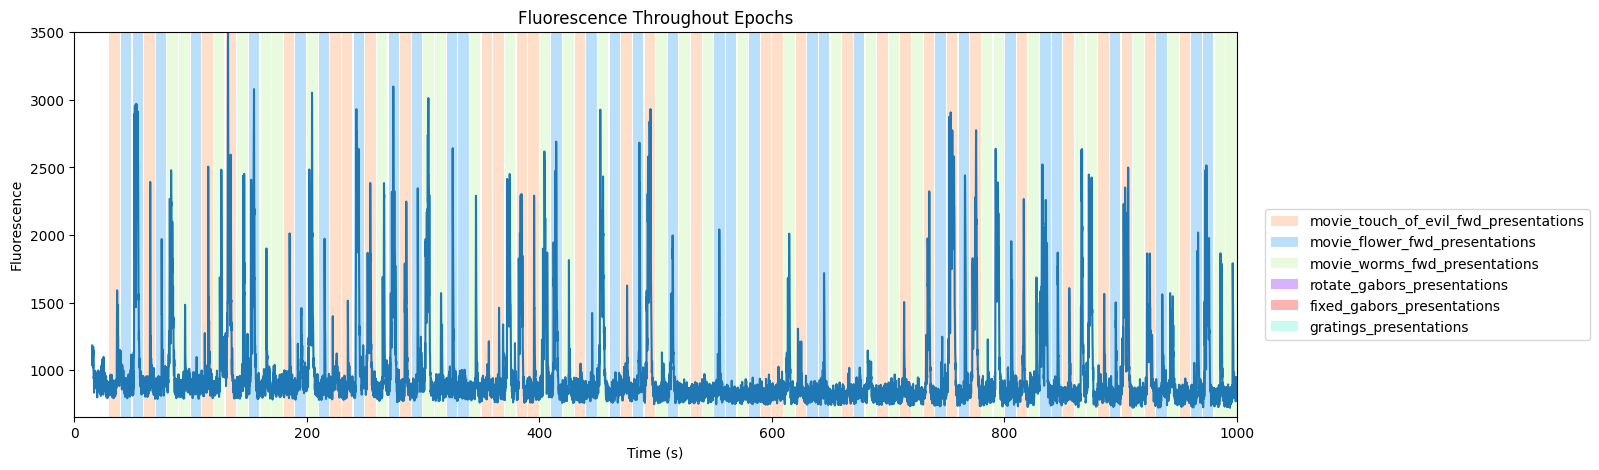 Fluorescence Throughout Epochs
Fluorescence
3500
3000
2500
2000
1500
1000
0
200
400
600
800
1000
Time (s)
movie_touch_of_evil_fwd_presentations
movie_flower_fwd_presentations
movie_worms_fwd_presentations
rotate_gabors_presentations
fixed_gabors_presentations
gratings_presentations